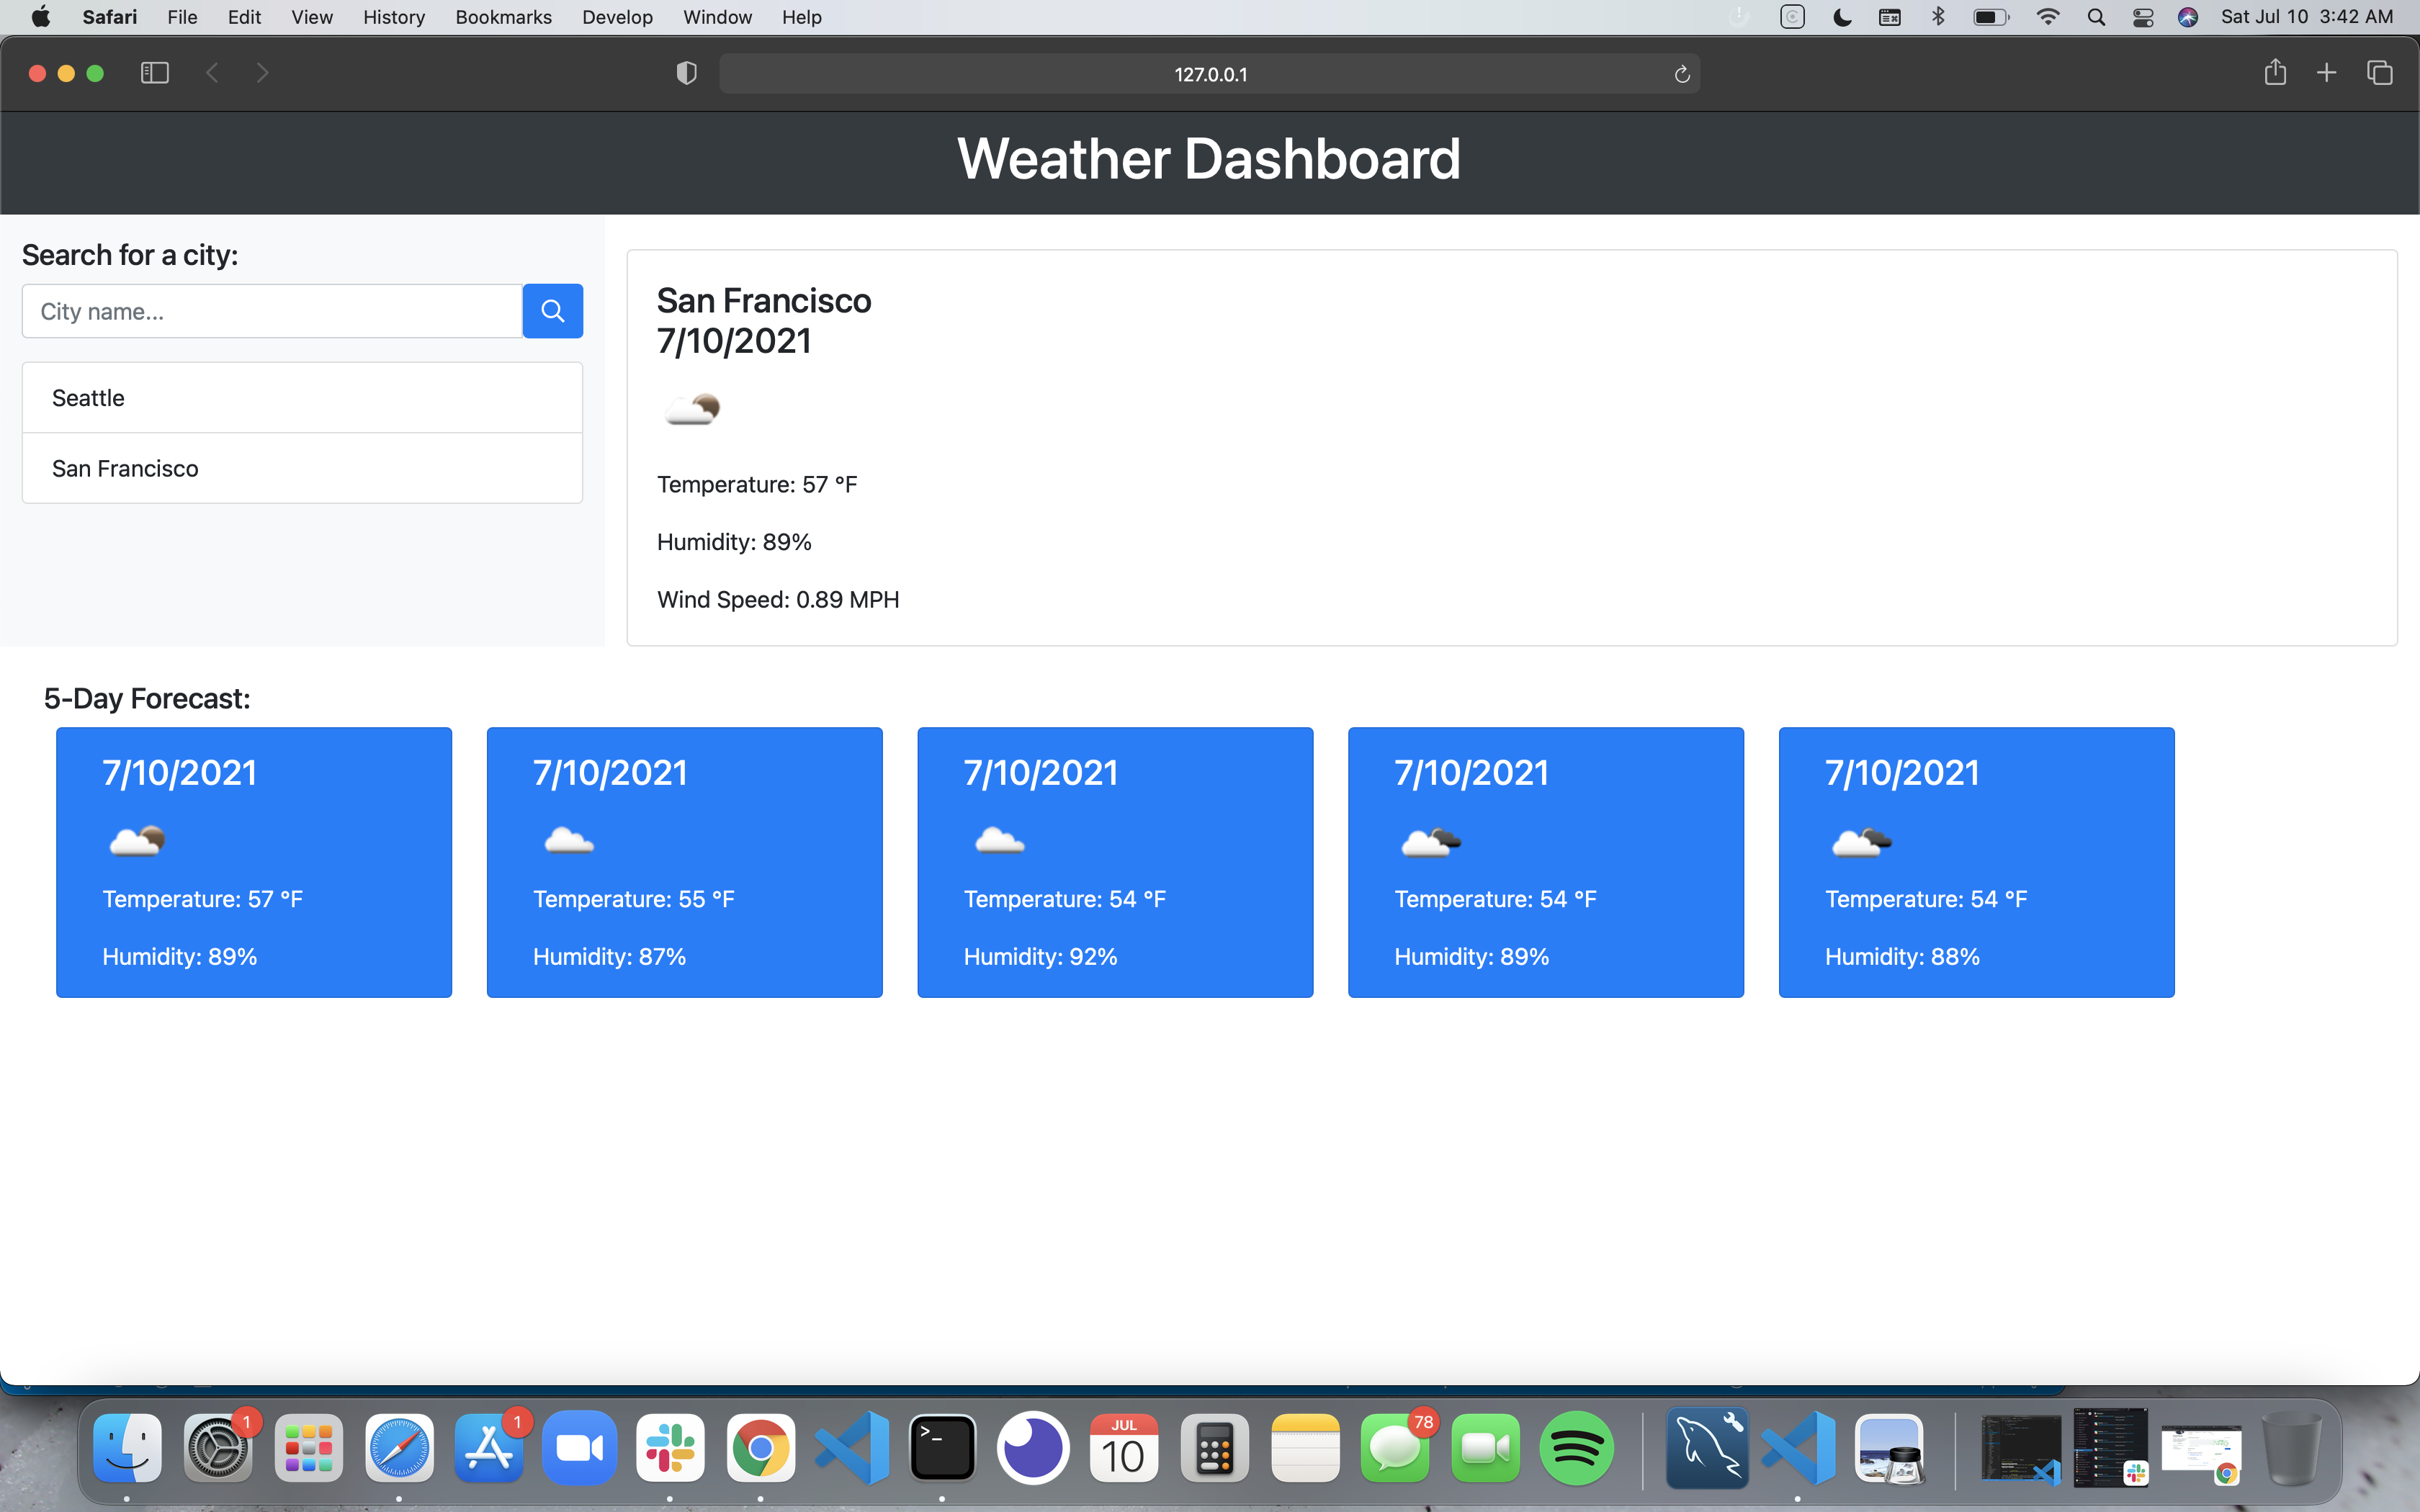 Safari File Edit View History Bookmarks Develop Window Help Sat Jul 10 3:42 AM
127.0.0.1
Weather Dashboard
Search for a city:
City name...
Seattle
San Francisco
San Francisco
7/10/2021
Temperature: 57 °F
Humidity: 89%
Wind Speed: 0.89 MPH
5-Day Forecast:
7/10/2021
Temperature: 57 °F
Humidity: 89%
7/10/2021
Temperature: 55 °F
Humidity: 87%
7/10/2021
Temperature: 54 °F
Humidity: 92%
7/10/2021
Temperature: 54 °F
Humidity: 89%
7/10/2021
Temperature: 54 °F
Humidity: 88%
1
1
>_
JUL
10
78